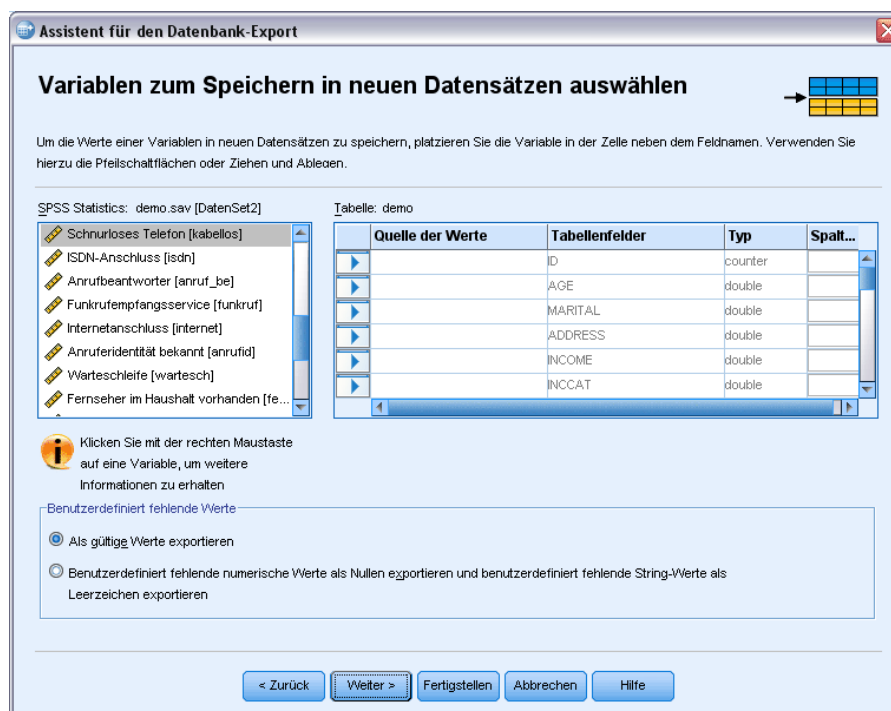 Assistent für den Datenbank-Export
Variablen zum Speichern in neuen Datensätzen auswählen
Um die Werte einer Variablen in neuen Datensätzen zu speichern, platzieren Sie die Variable in der Zelle neben dem Feldnamen. Verwenden Sie
hierzu die Pfeilschaltflächen oder Ziehen und Ablegen.
SPSS Statistics: demo.sav [DatenSet2]
Schnurloses Telefon [kabellos]
ISDN-Anschluss [isdn]
Anrufbeantworter [anruf_be]
Funkrufempfangsservice [funkruf]
Internetanschluss [internet]
Anruferidentität bekannt [anrufid]
Warteschleife [wartesch]
Fernseher im Haushalt vorhanden [fe...
Tabelle: demo
Quelle der Werte Tabellenfelder Typ Spalt...
ID counter
AGE double
MARITAL double
ADDRESS double
INCOME double
INCCAT double
Klicken Sie mit der rechten Maustaste
auf eine Variable, um weitere
Informationen zu erhalten
Benutzerdefiniert fehlende Werte
Als gültige Werte exportieren
Benutzerdefiniert fehlende numerische Werte als Nullen exportieren und benutzerdefiniert fehlende String-Werte als
Leerzeichen exportieren
< Zurück Weiter > Fertigstellen Abbrechen Hilfe